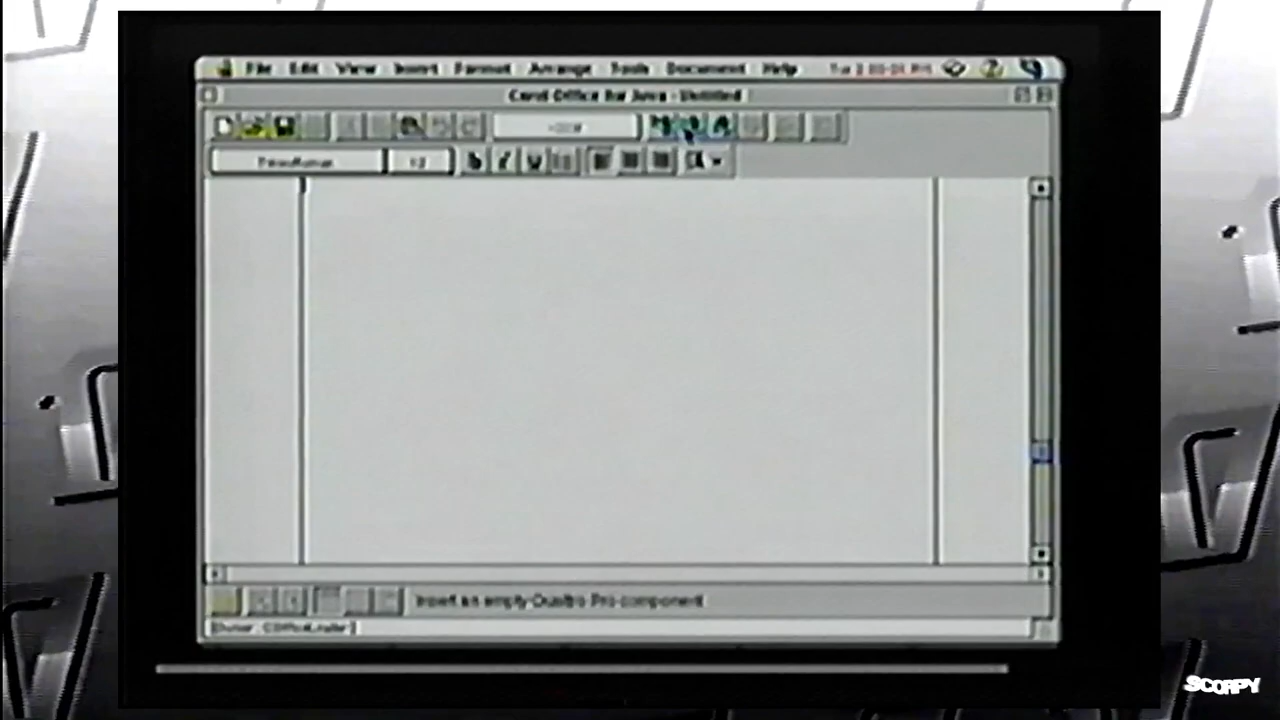 File Edit View Insert Format Arrange Tools Document Help
Corel Office for Java - Untitled
12
Insert an empty Quattro Pro component
SCORPY